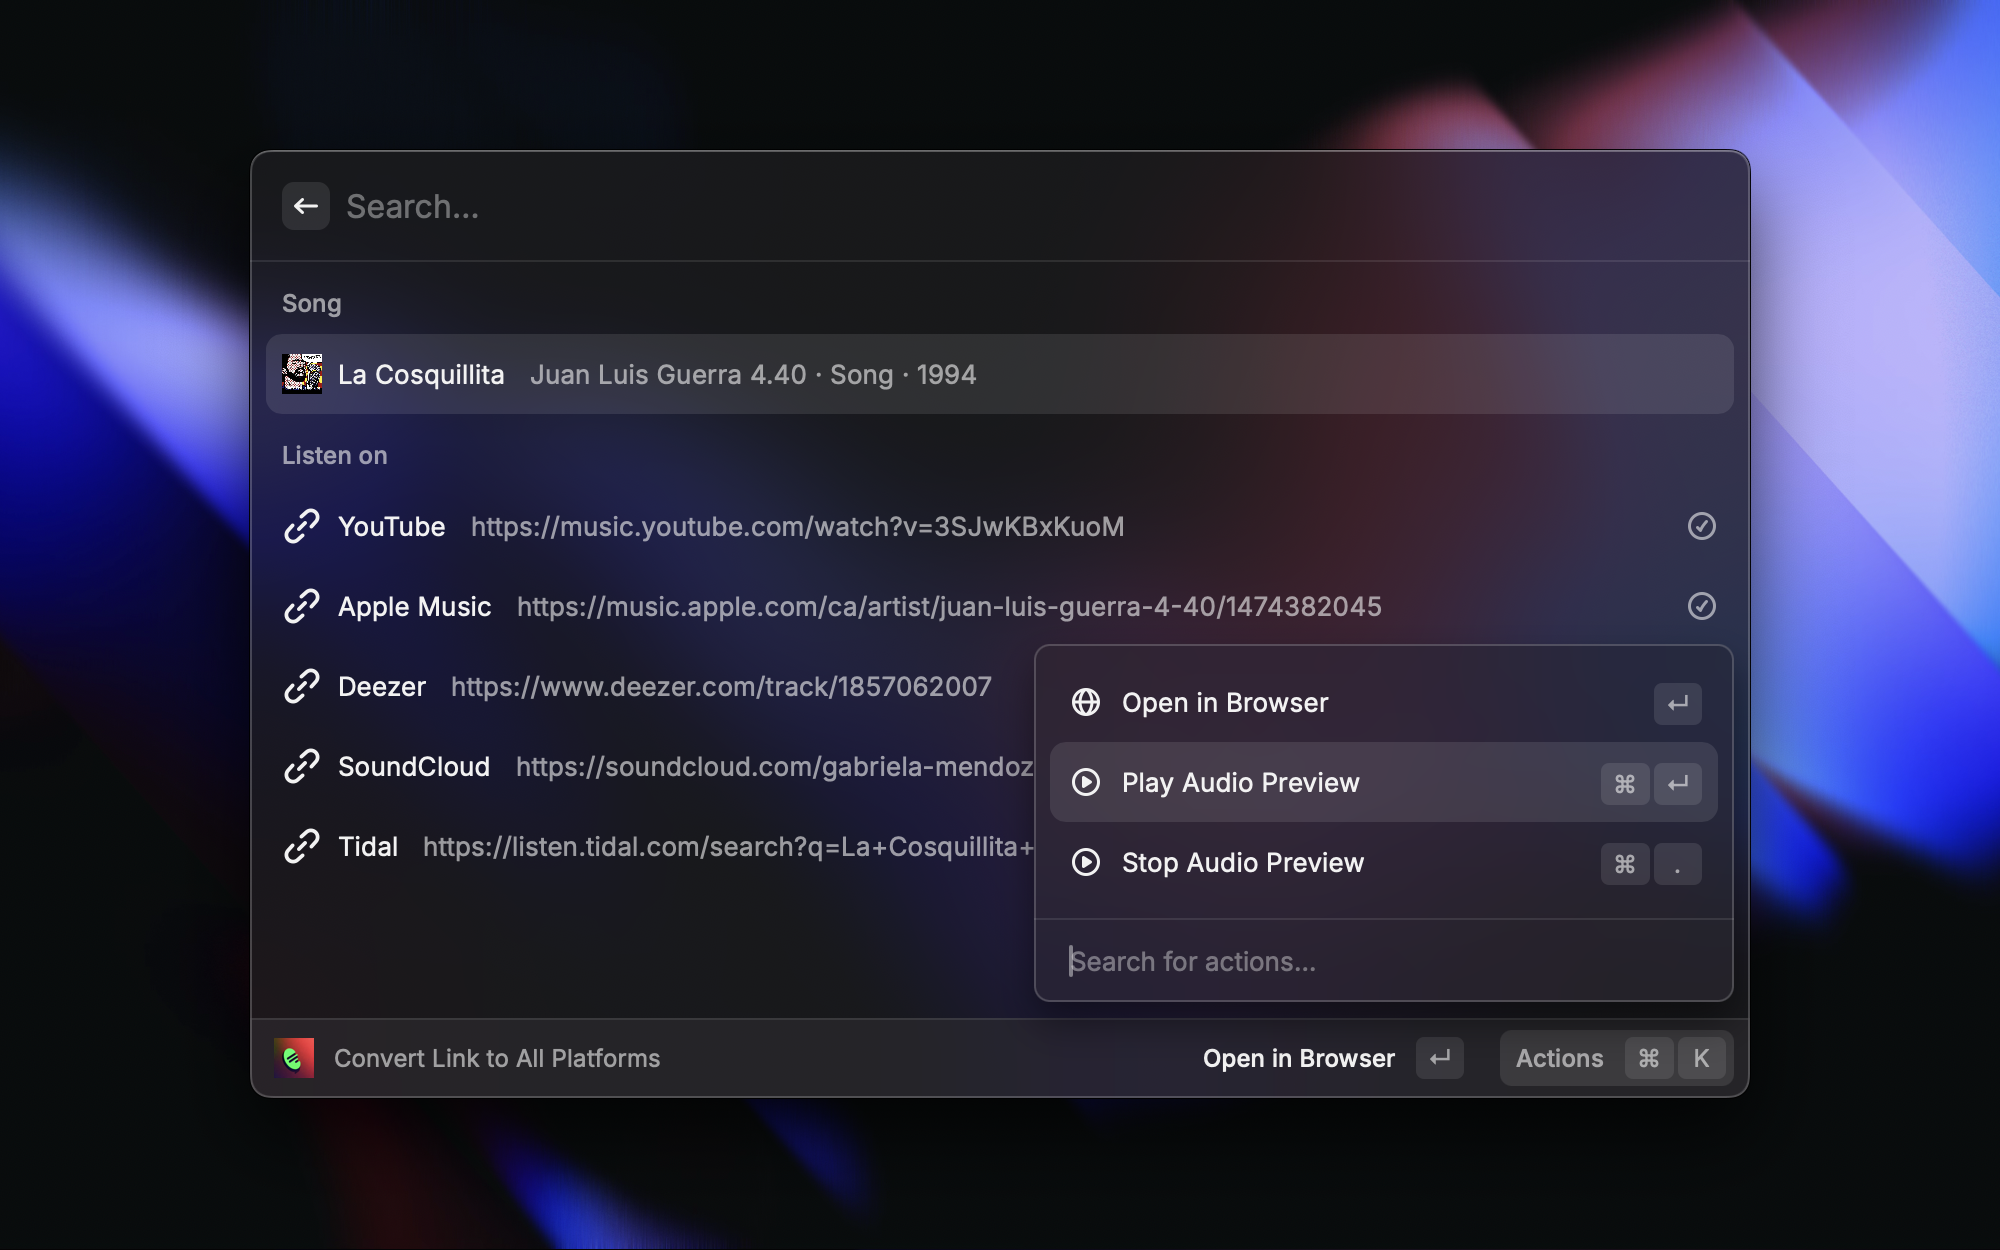 Search...
Song
La Cosquillita Juan Luis Guerra 4.40 · Song · 1994
Listen on
YouTube https://music.youtube.com/watch?v=3SJwKBxKuoM
Apple Music https://music.apple.com/ca/artist/juan-luis-guerra-4-40/1474382045
Deezer https://www.deezer.com/track/1857062007
SoundCloud https://soundcloud.com/gabriela-mendoz
Tidal https://listen.tidal.com/search?q=La+Cosquillita+
Open in Browser ↵
Play Audio Preview ⌘ ↵
Stop Audio Preview ⌘ .
Search for actions...
Convert Link to All Platforms
Open in Browser ↵
Actions ⌘ K